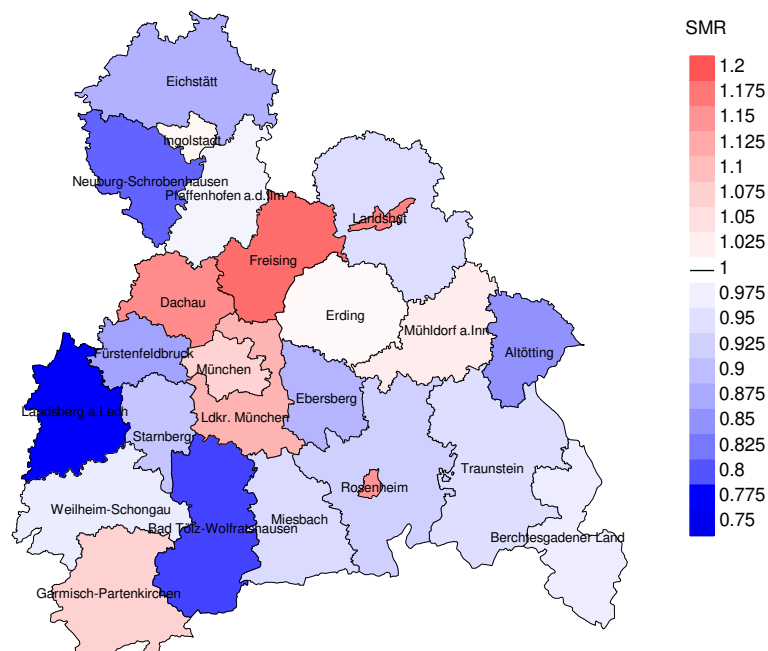 SMR
1.2
1.175
1.15
1.125
1.1
1.075
1.05
1.025
1
0.975
0.95
0.925
0.9
0.875
0.85
0.825
0.8
0.775
0.75
Eichstätt
Ingolstadt
Neuburg-Schrobenhausen
Pfaffenhofen a.d.Ilm
Landshut
Freising
Dachau
Erding
Mühldorf a.Inn
Fürstenfeldbruck
Altötting
München
Ebersberg
Landsberg a.Lech
Ldkr. München
Starnberg
Traunstein
Rosenheim
Weilheim-Schongau
Miesbach
Bad Tölz-Wolfratshausen
Berchtesgadener Land
Garmisch-Partenkirchen